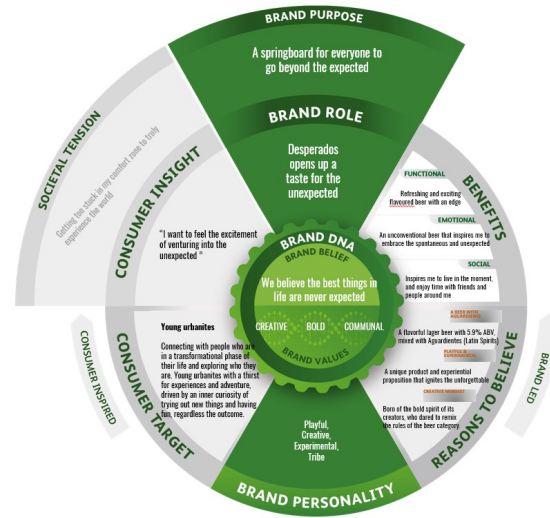 BRAND PURPOSE
A springboard for everyone to
go beyond the expected
BRAND ROLE
Desperados
opens up a
taste for the
unexpected
SOCIETAL TENSION
Getting too stuck in my comfort zone to truly
experience the world
CONSUMER INSIGHT
"I want to feel the excitement
of venturing into the
unexpected "
BENEFITS
FUNCTIONAL
Refreshing and exciting
flavoured beer with an edge
EMOTIONAL
An unconventional beer that inspires me to
embrace the spontaneous and unexpected
SOCIAL
Inspires me to live in the moment,
and enjoy time with friends and
people around me
BRAND DNA
BRAND BELIEF
We believe the best things in
life are never expected
CREATIVE BOLD COMMUNAL
BRAND VALUES
CONSUMER INSPIRED
CONSUMER TARGET
Young urbanites
Connecting with people who are
in a transformational phase of
their life and exploring who they
are. Young urbanites with a thirst
for experiences and adventure,
driven by an inner curiosity of
trying out new things and having
fun, regardless of the outcome.
REASONS TO BELIEVE
A BEER WITH
AGUARDIENTES
A flavorful lager beer with 5.9% ABV,
mixed with Aguardientes (Latin Spirits)
PLAYFUL &
EXPERIMENTAL
A unique product and experiential
proposition that ignites the unforgettable
CREATIVE MINDSET
Born of the bold spirit of its
creators, who dared to remix
the rules of the beer category.
BRAND LED
Playful,
Creative,
Experimental,
Tribe
BRAND PERSONALITY